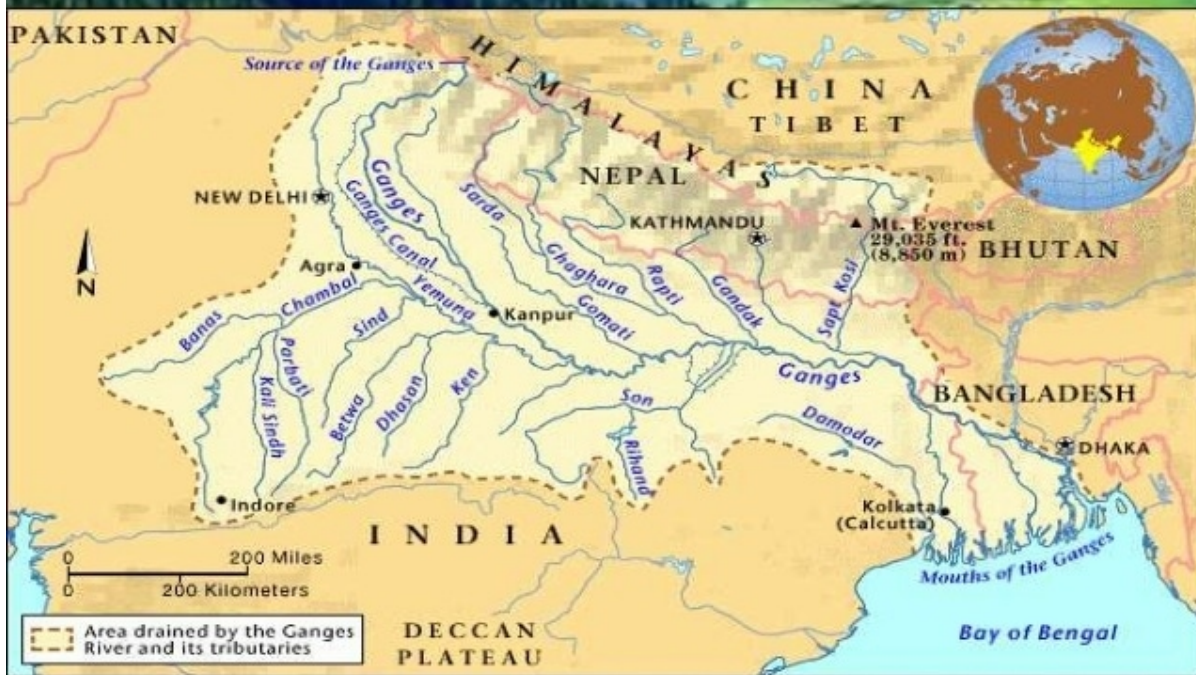 PAKISTAN
Source of the Ganges
HIMALAYAS
CHINA
TIBET
NEW DELHI
Ganges
Ganges Canal
Sarda
NEPAL
KATHMANDU
Mt. Everest
29,035 ft.
(8,850 m)
BHUTAN
N
Agra
Yemuna
Kanpur
Ghaghara
Gomati
Rapti
Gandak
Sapt Kosi
Banas
Chambal
Parbati
Kali Sindh
Sind
Betwa
Dhasan
Ken
Son
Rihand
Ganges
Damodar
BANGLADESH
DHAKA
Indore
Kolkata
(Calcutta)
INDIA
Mouths of the Ganges
0
200 Miles
0
200 Kilometers
Area drained by the Ganges
River and its tributaries
DECCAN
PLATEAU
Bay of Bengal